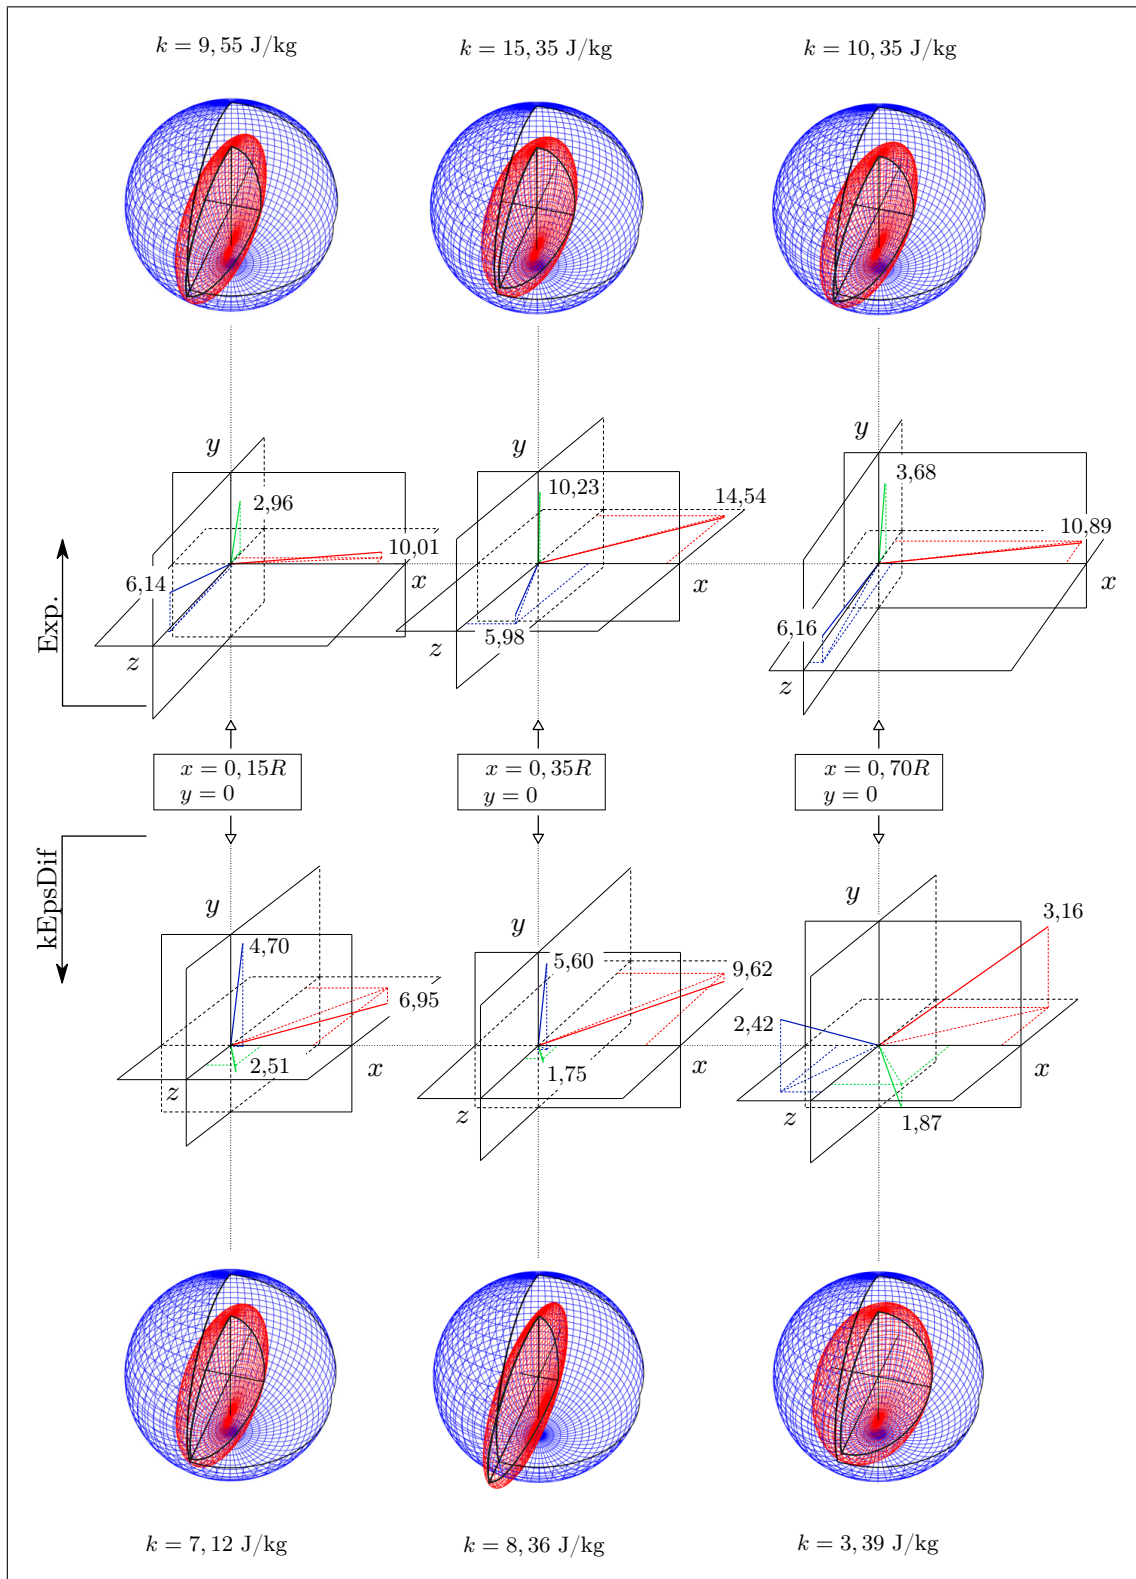 k = 9, 55 J/kg
k = 15, 35 J/kg
k = 10, 35 J/kg
y
2,96
10,01
6,14
x
z
y
10,23
14,54
5,98
x
z
y
3,68
10,89
6,16
x
z
Exp.
x = 0, 15R
y = 0
x = 0, 35R
y = 0
x = 0, 70R
y = 0
kEpsDif
y
4,70
6,95
2,51
x
z
y
5,60
9,62
1,75
x
z
y
3,16
2,42
1,87
x
z
k = 7, 12 J/kg
k = 8, 36 J/kg
k = 3, 39 J/kg